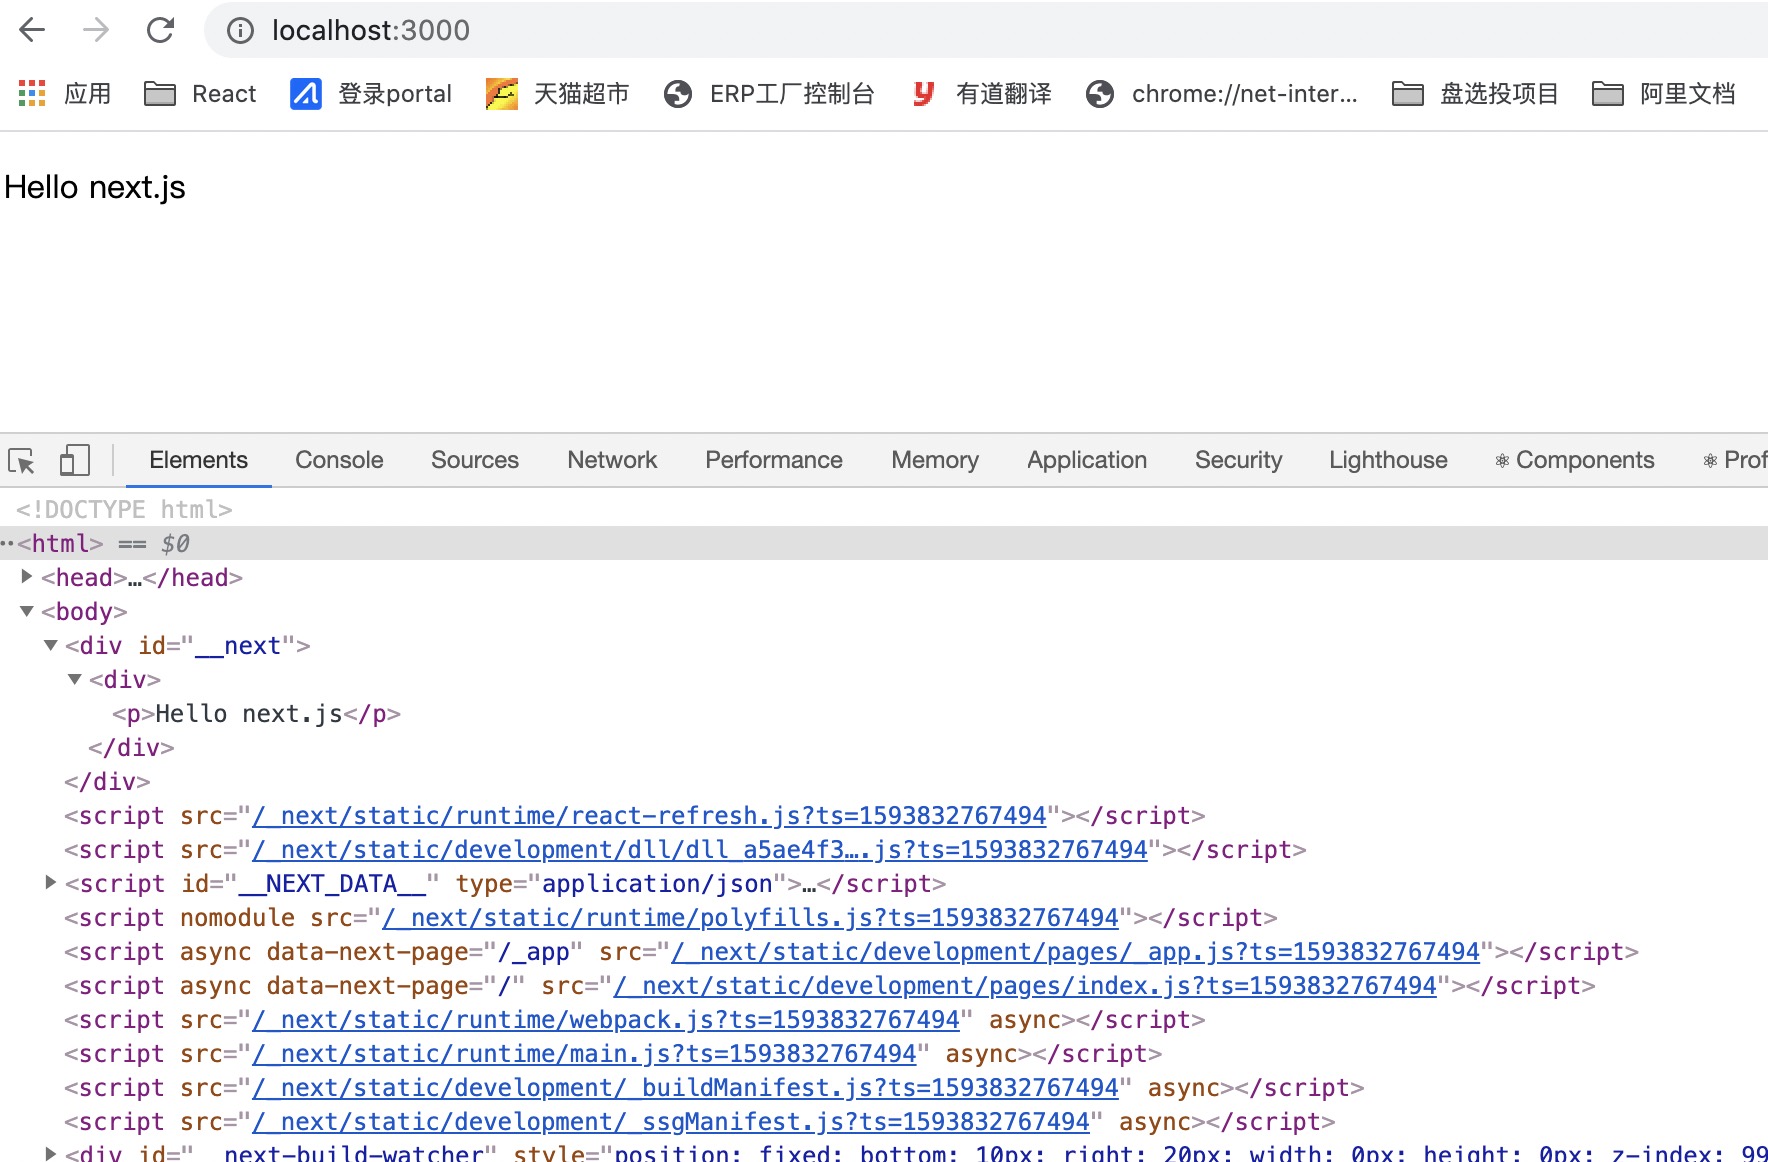 localhost:3000
应用 React 登录portal 天猫超市 ERP工厂控制台 有道翻译 chrome://net-inter... 盘选投项目 阿里文档
Hello next.js
Elements Console Sources Network Performance Memory Application Security Lighthouse ⚛ Components ⚛ Prof
<!DOCTYPE html>
<html> == $0
<head>…</head>
<body>
<div id="__next">
<div>
<p>Hello next.js</p>
</div>
</div>
<script src="/_next/static/runtime/react-refresh.js?ts=1593832767494"></script>
<script src="/_next/static/development/dll/dll_a5ae4f3….js?ts=1593832767494"></script>
<script id="__NEXT_DATA__" type="application/json">…</script>
<script nomodule src="/_next/static/runtime/polyfills.js?ts=1593832767494"></script>
<script async data-next-page="/_app" src="/_next/static/development/pages/_app.js?ts=1593832767494"></script>
<script async data-next-page="/" src="/_next/static/development/pages/index.js?ts=1593832767494"></script>
<script src="/_next/static/runtime/webpack.js?ts=1593832767494" async></script>
<script src="/_next/static/runtime/main.js?ts=1593832767494" async></script>
<script src="/_next/static/development/_buildManifest.js?ts=1593832767494" async></script>
<script src="/_next/static/development/_ssgManifest.js?ts=1593832767494" async></script>
<div id="__next-build-watcher" style="position: fixed; bottom: 10px; right: 20px; width: 0px; height: 0px; z-index: 99